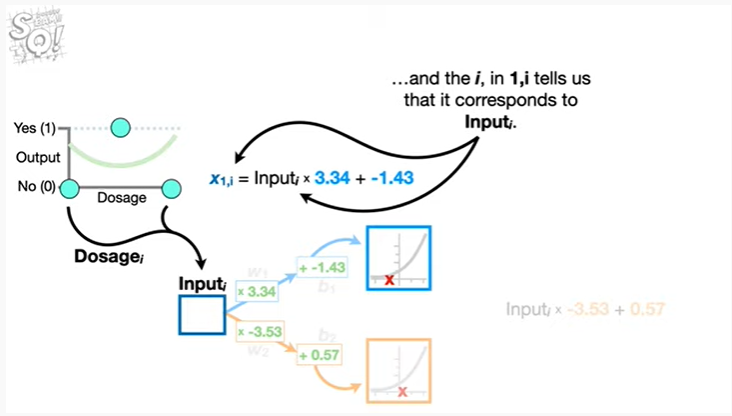 SQ!
...and the i, in 1,i tells us
that it corresponds to
Inputᵢ.
Yes (1)
Output
No (0)
Dosage
x₁,ᵢ = Inputᵢ × 3.34 + -1.43
Dosageᵢ
Inputᵢ
w₁
× 3.34
+ -1.43
b₁
× -3.53
w₂
b₂
+ 0.57
x
x
Inputᵢ × -3.53 + 0.57